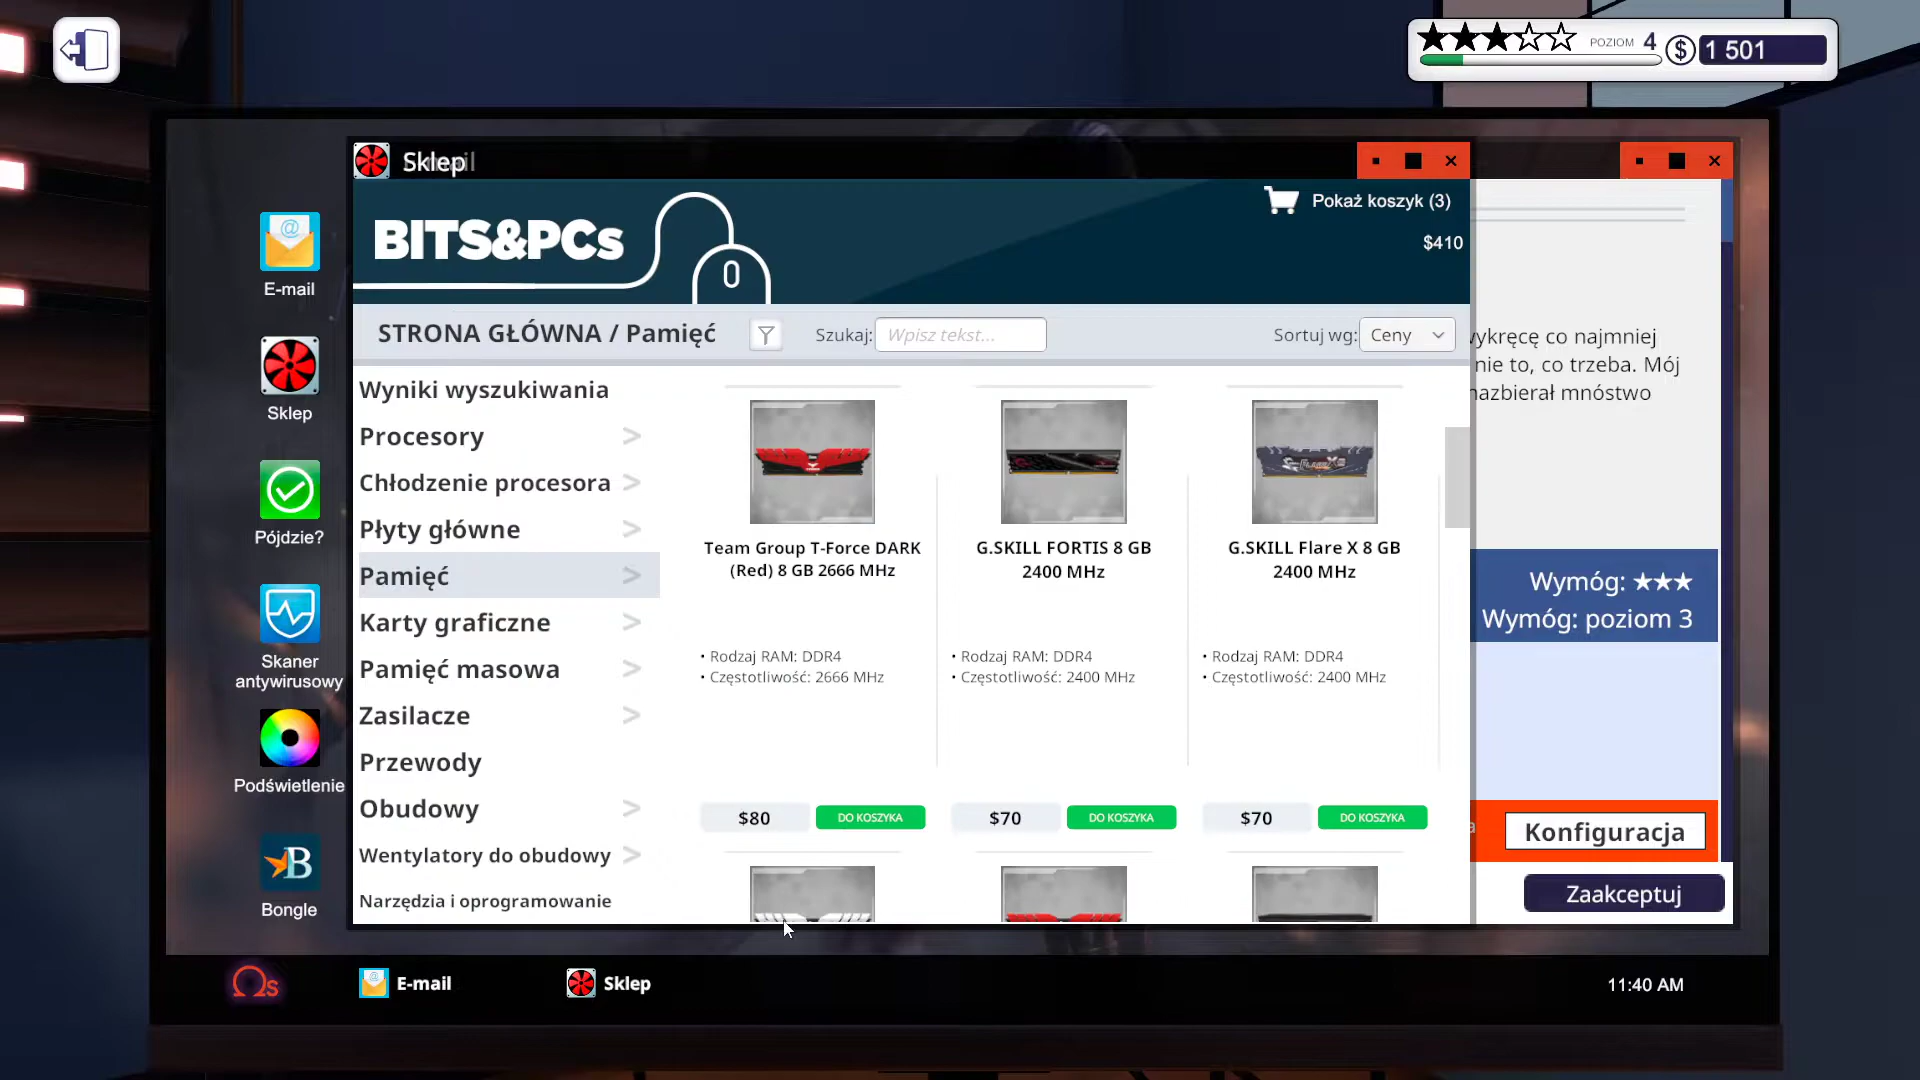 POZIOM 4 $ 1 501
Sklep
BITS&PCs
Pokaż koszyk (3)
$410
STRONA GŁÓWNA / Pamięć
Szukaj: Wpisz tekst...
Sortuj wg: Ceny
Wyniki wyszukiwania
Procesory >
Chłodzenie procesora >
Płyty główne >
Pamięć >
Karty graficzne >
Pamięć masowa >
Zasilacze >
Przewody
Obudowy >
Wentylatory do obudowy >
Narzędzia i oprogramowanie
Team Group T-Force DARK
(Red) 8 GB 2666 MHz
• Rodzaj RAM: DDR4
• Częstotliwość: 2666 MHz
$80 DO KOSZYKA
G.SKILL FORTIS 8 GB
2400 MHz
• Rodzaj RAM: DDR4
• Częstotliwość: 2400 MHz
$70 DO KOSZYKA
G.SKILL Flare X 8 GB
2400 MHz
• Rodzaj RAM: DDR4
• Częstotliwość: 2400 MHz
$70 DO KOSZYKA
ykręcę co najmniej
nie to, co trzeba. Mój
nazbierał mnóstwo
Wymóg: ★★★
Wymóg: poziom 3
Konfiguracja
Zaakceptuj
E-mail
Sklep
Pójdzie?
Skaner
antywirusowy
Podświetlenie
B
Bongle
Ωs
E-mail
Sklep
11:40 AM